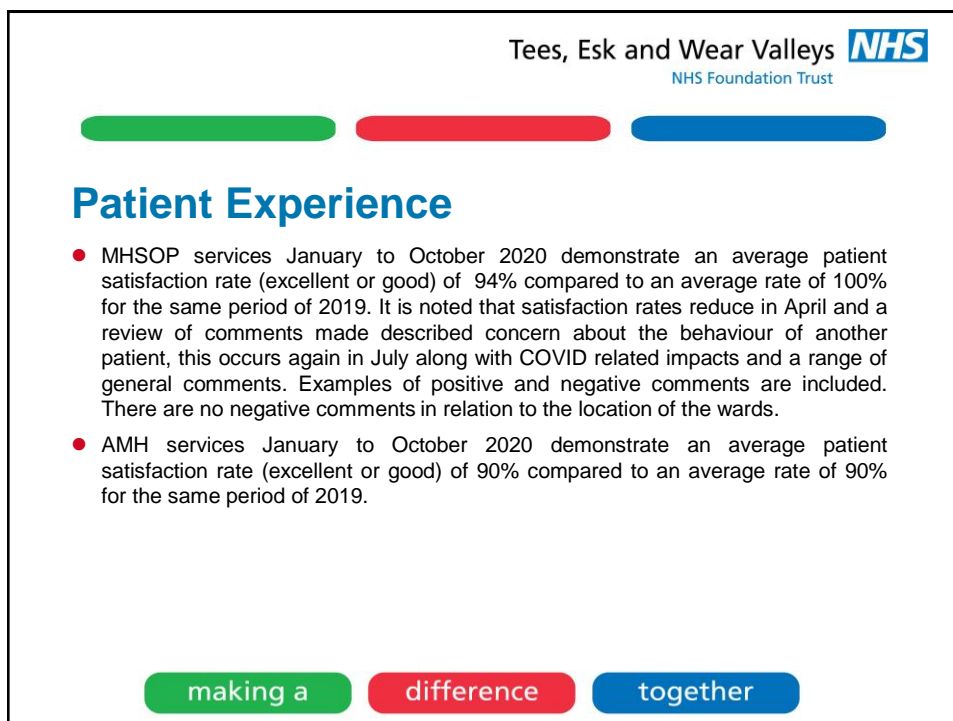 Tees, Esk and Wear Valleys NHS
NHS Foundation Trust
Patient Experience
● MHSOP services January to October 2020 demonstrate an average patient
satisfaction rate (excellent or good) of 94% compared to an average rate of 100%
for the same period of 2019. It is noted that satisfaction rates reduce in April and a
review of comments made described concern about the behaviour of another
patient, this occurs again in July along with COVID related impacts and a range of
general comments. Examples of positive and negative comments are included.
There are no negative comments in relation to the location of the wards.
● AMH services January to October 2020 demonstrate an average patient
satisfaction rate (excellent or good) of 90% compared to an average rate of 90%
for the same period of 2019.
making a difference together